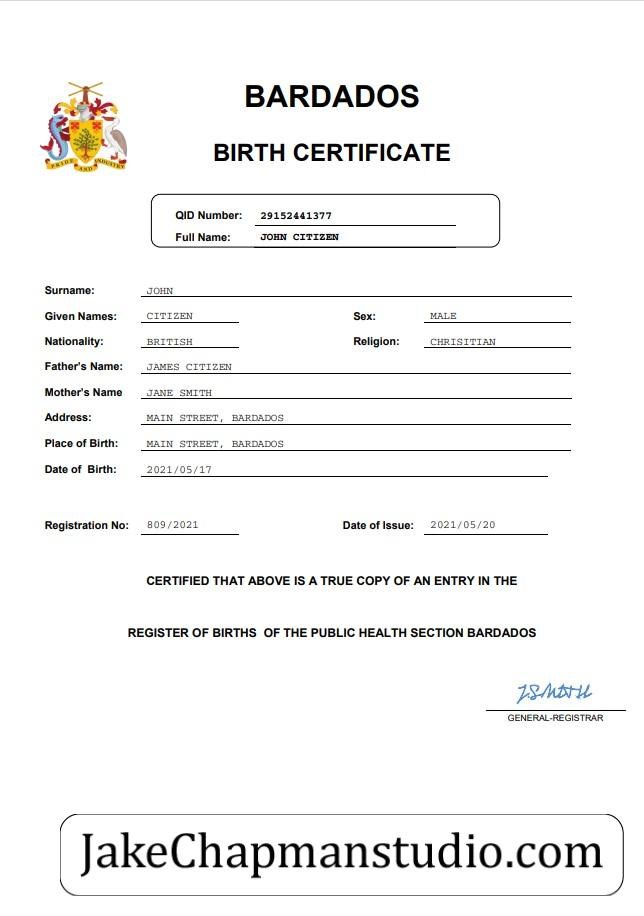 BARDADOS
BIRTH CERTIFICATE
QID Number: 29152441377
Full Name: JOHN CITIZEN
Surname: JOHN
Given Names: CITIZEN Sex: MALE
Nationality: BRITISH Religion: CHRISITIAN
Father's Name: JAMES CITIZEN
Mother's Name JANE SMITH
Address: MAIN STREET, BARDADOS
Place of Birth: MAIN STREET, BARDADOS
Date of Birth: 2021/05/17
Registration No: 809/2021 Date of Issue: 2021/05/20
CERTIFIED THAT ABOVE IS A TRUE COPY OF AN ENTRY IN THE
REGISTER OF BIRTHS OF THE PUBLIC HEALTH SECTION BARDADOS
J.SMITH
GENERAL-REGISTRAR
PRIDE AND INDUSTRY
JakeChapmanstudio.com